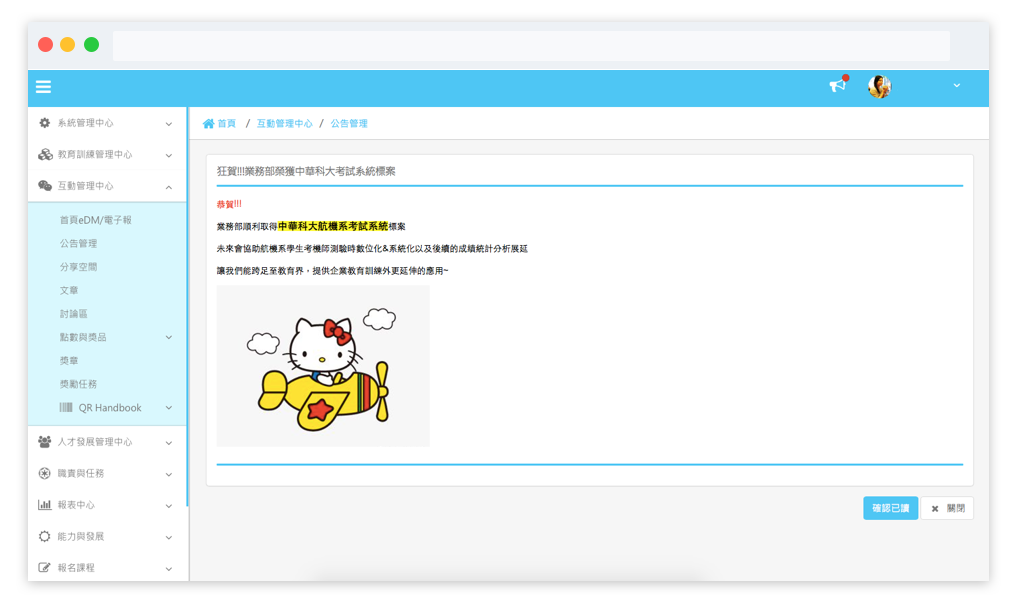 系統管理中心
教育訓練管理中心
互動管理中心
首頁eDM/電子報
公告管理
分享空間
文章
討論區
點數與獎品
獎章
獎勵任務
QR Handbook
人才發展管理中心
職責與任務
報表中心
能力與發展
報名課程
首頁 / 互動管理中心 / 公告管理
狂賀!!!業務部榮獲中華科大考試系統標案
恭賀!!!
業務部順利取得中華科大航機系考試系統標案
未來會協助航機系學生考機師測驗時數位化&系統化以及後續的成績統計分析展延
讓我們能跨足至教育界，提供企業教育訓練外更延伸的應用~
確認已讀
關閉